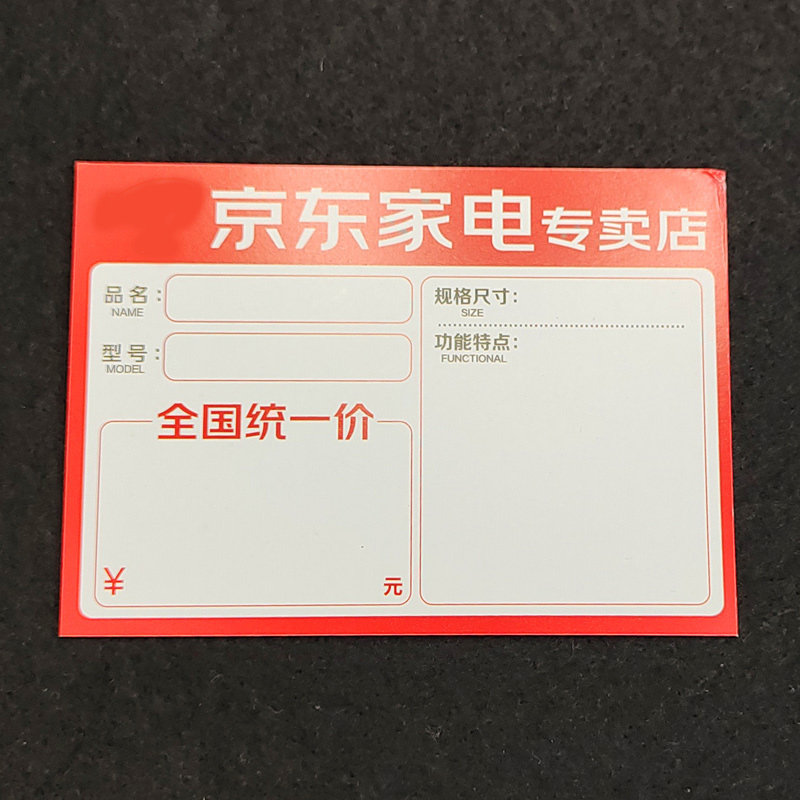 京东家电专卖店
品名：
NAME
型号：
MODEL
全国统一价
¥ 元
规格尺寸：
SIZE
功能特点：
FUNCTIONAL